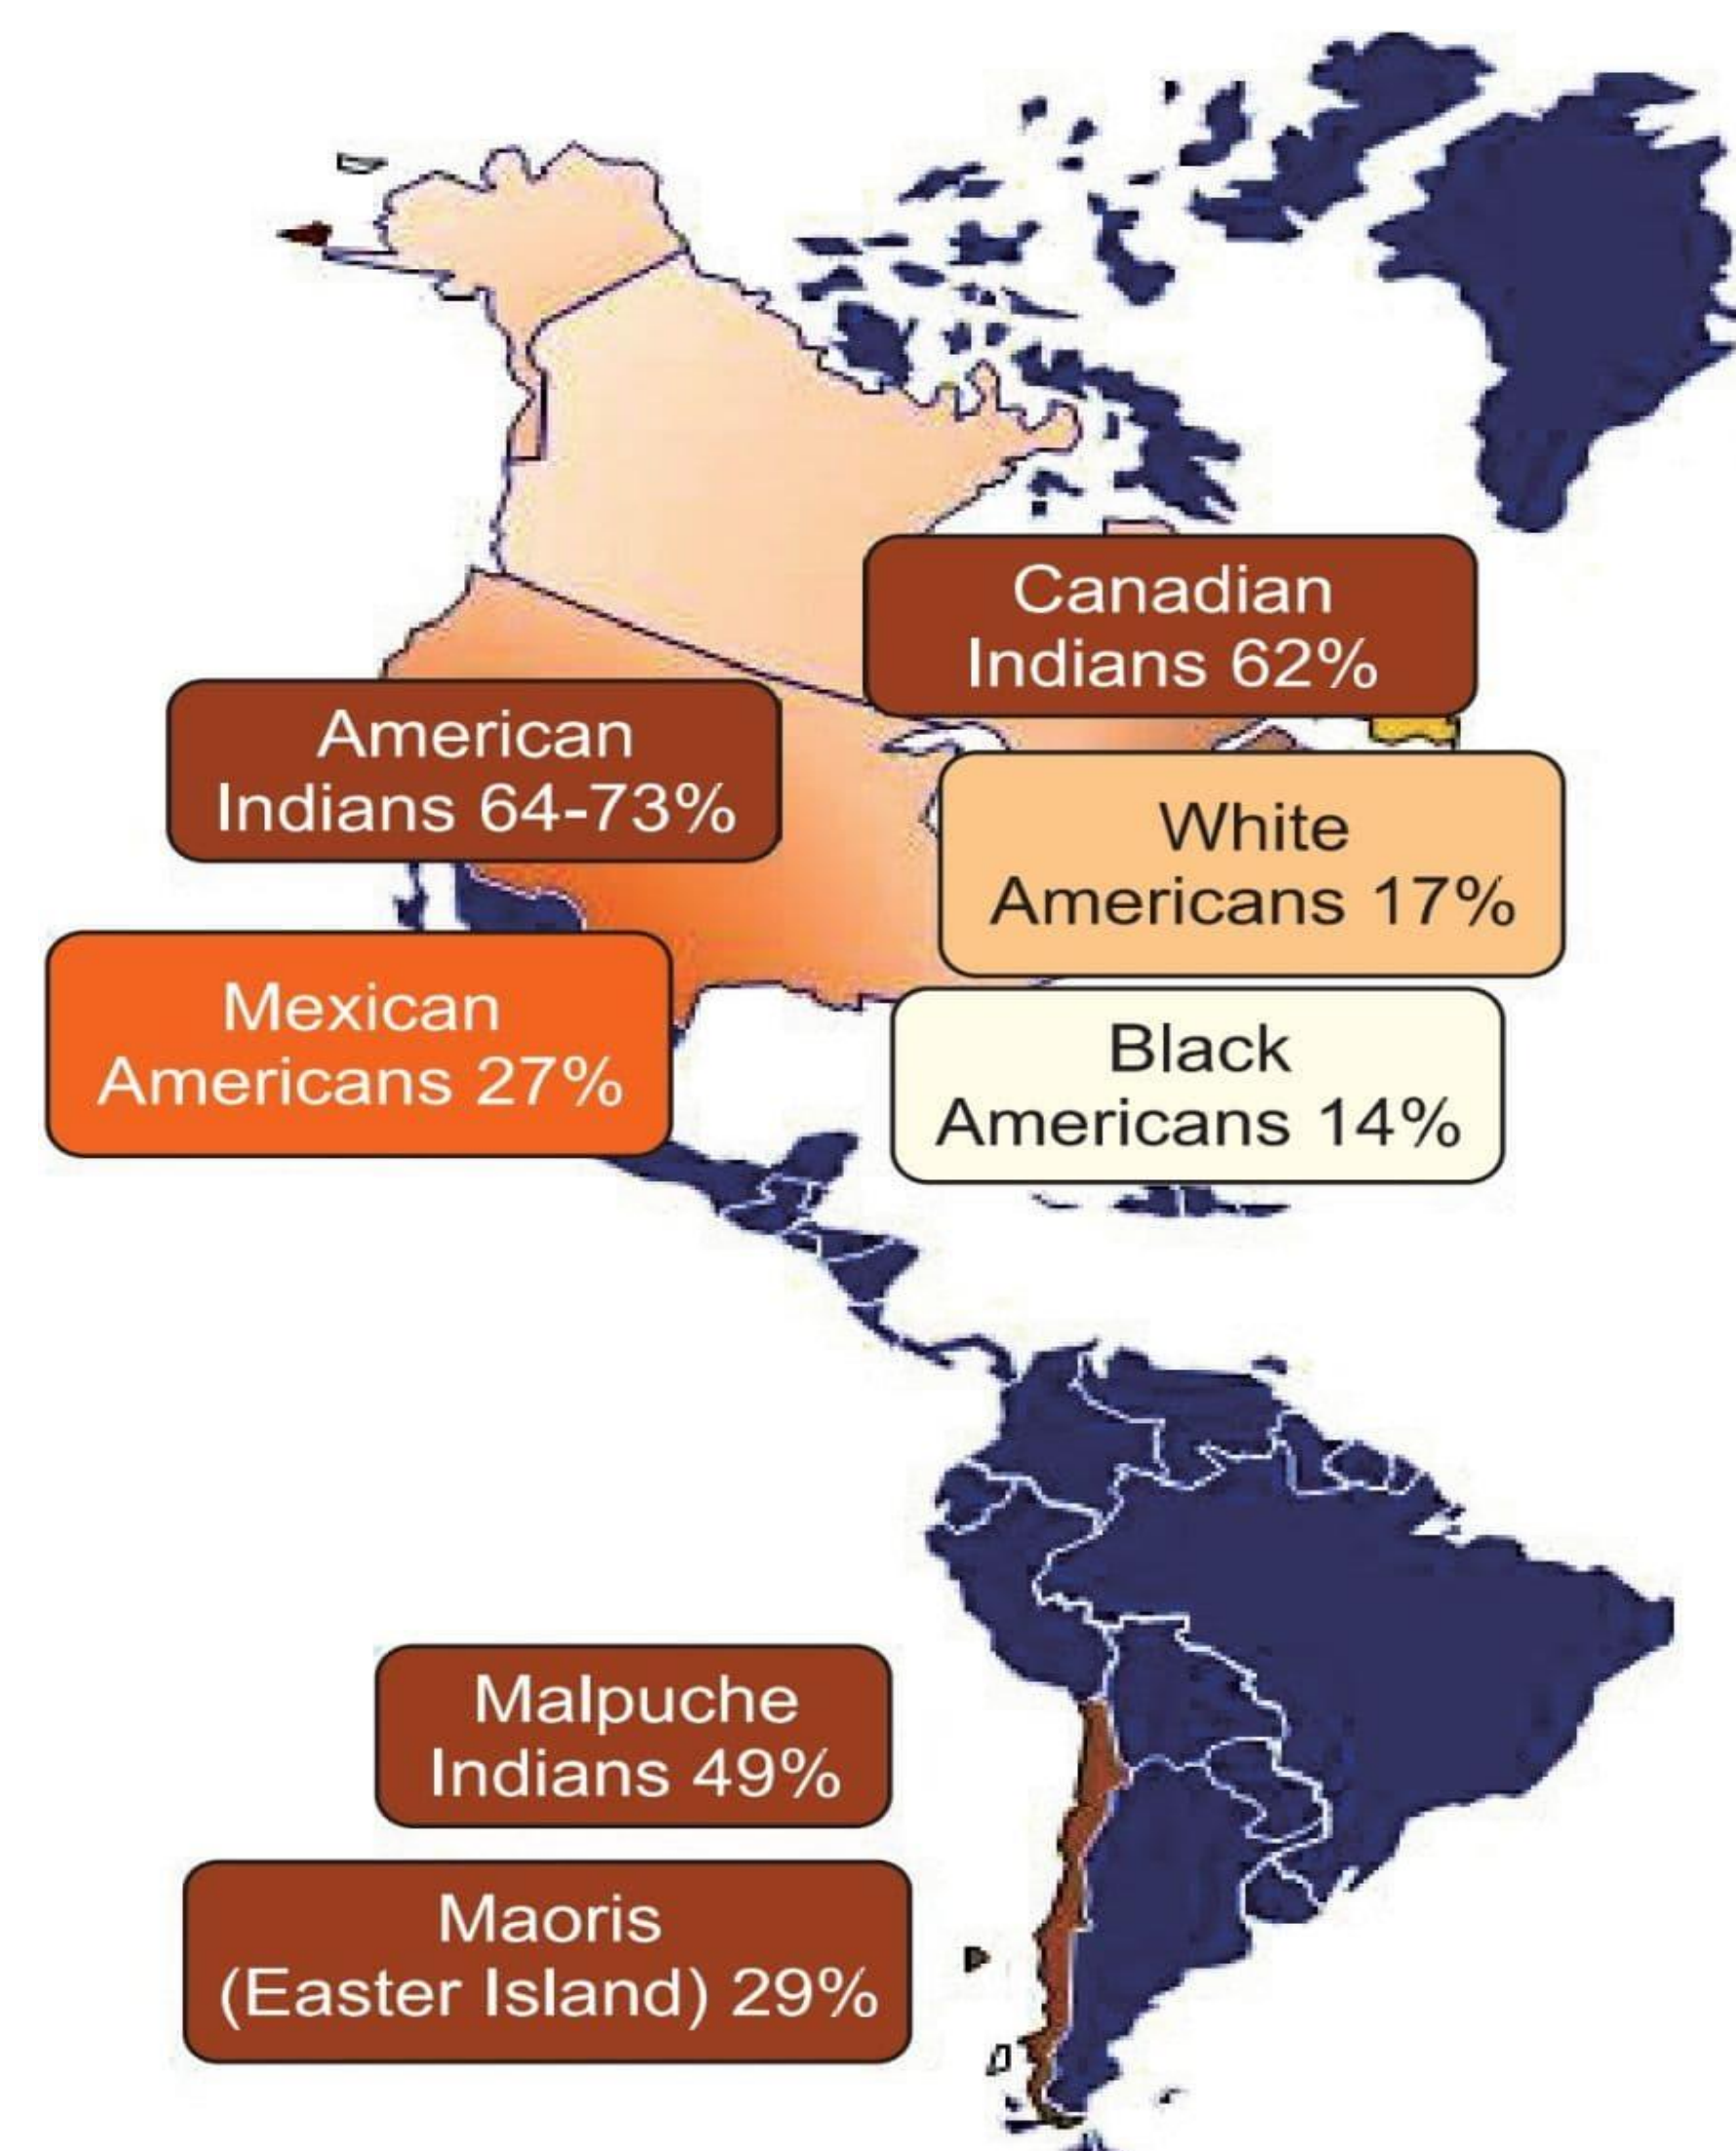 Canadian
Indians 62%
American
Indians 64-73%
White
Americans 17%
Mexican
Americans 27%
Black
Americans 14%
Malpuche
Indians 49%
Maoris
(Easter Island) 29%